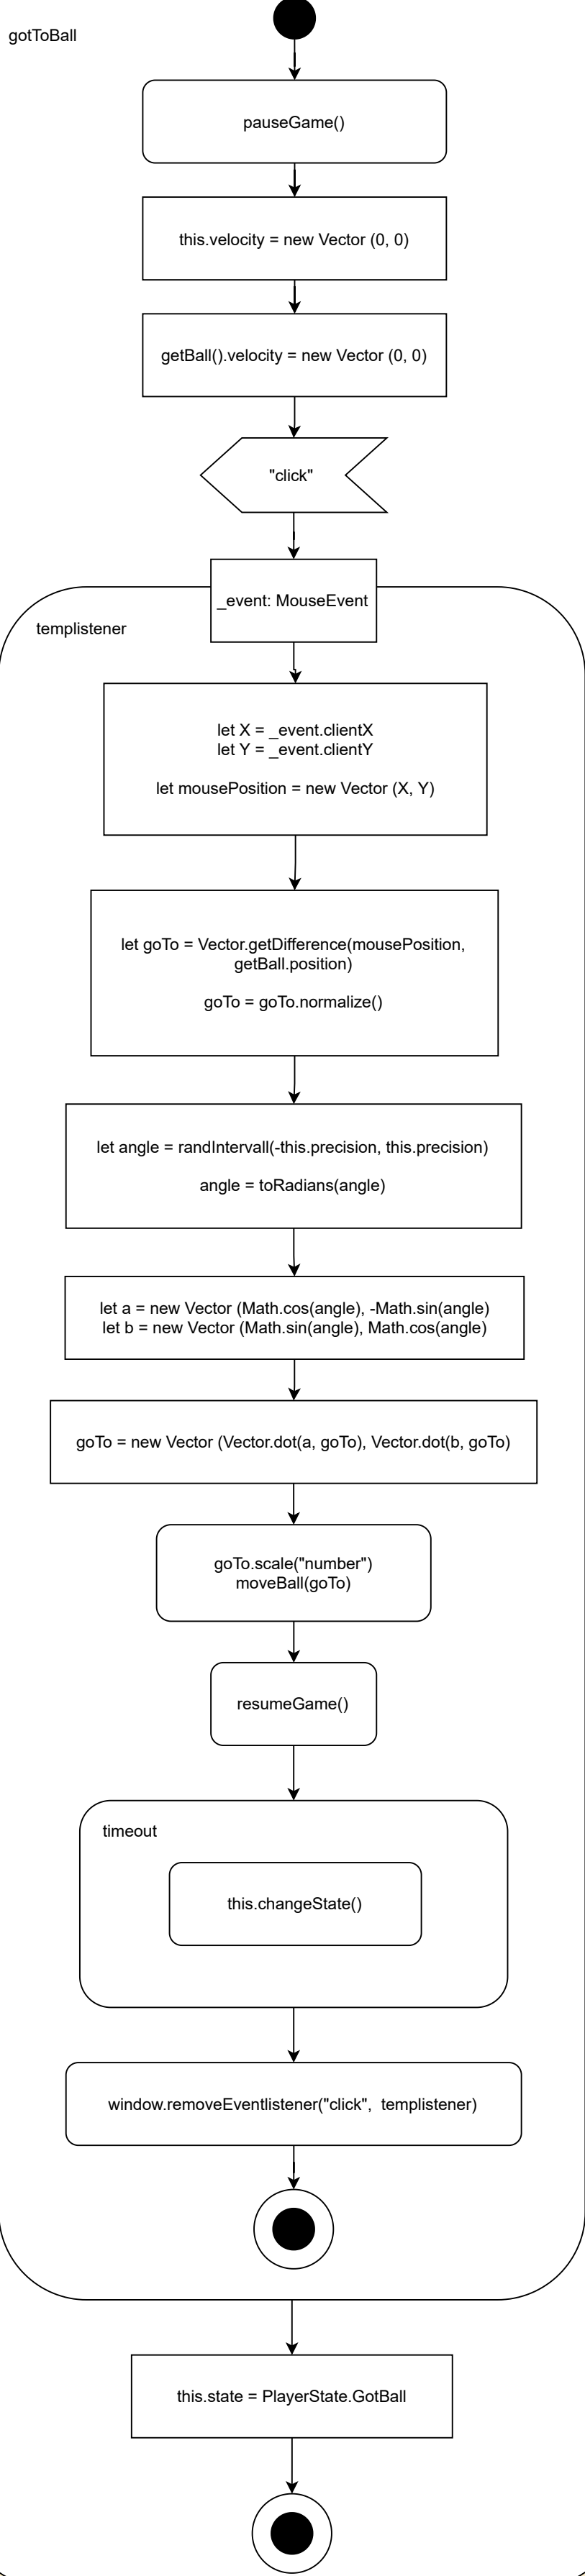 gotToBall
pauseGame()
this.velocity = new Vector (0, 0)
getBall().velocity = new Vector (0, 0)
"click"
_event: MouseEvent
templistener
let X = _event.clientX
let Y = _event.clientY
let mousePosition = new Vector (X, Y)
let goTo = Vector.getDifference(mousePosition,
getBall.position)
goTo = goTo.normalize()
let angle = randIntervall(-this.precision, this.precision)
angle = toRadians(angle)
let a = new Vector (Math.cos(angle), -Math.sin(angle)
let b = new Vector (Math.sin(angle), Math.cos(angle)
goTo = new Vector (Vector.dot(a, goTo), Vector.dot(b, goTo)
goTo.scale("number")
moveBall(goTo)
resumeGame()
timeout
this.changeState()
window.removeEventlistener("click",  templistener)
this.state = PlayerState.GotBall